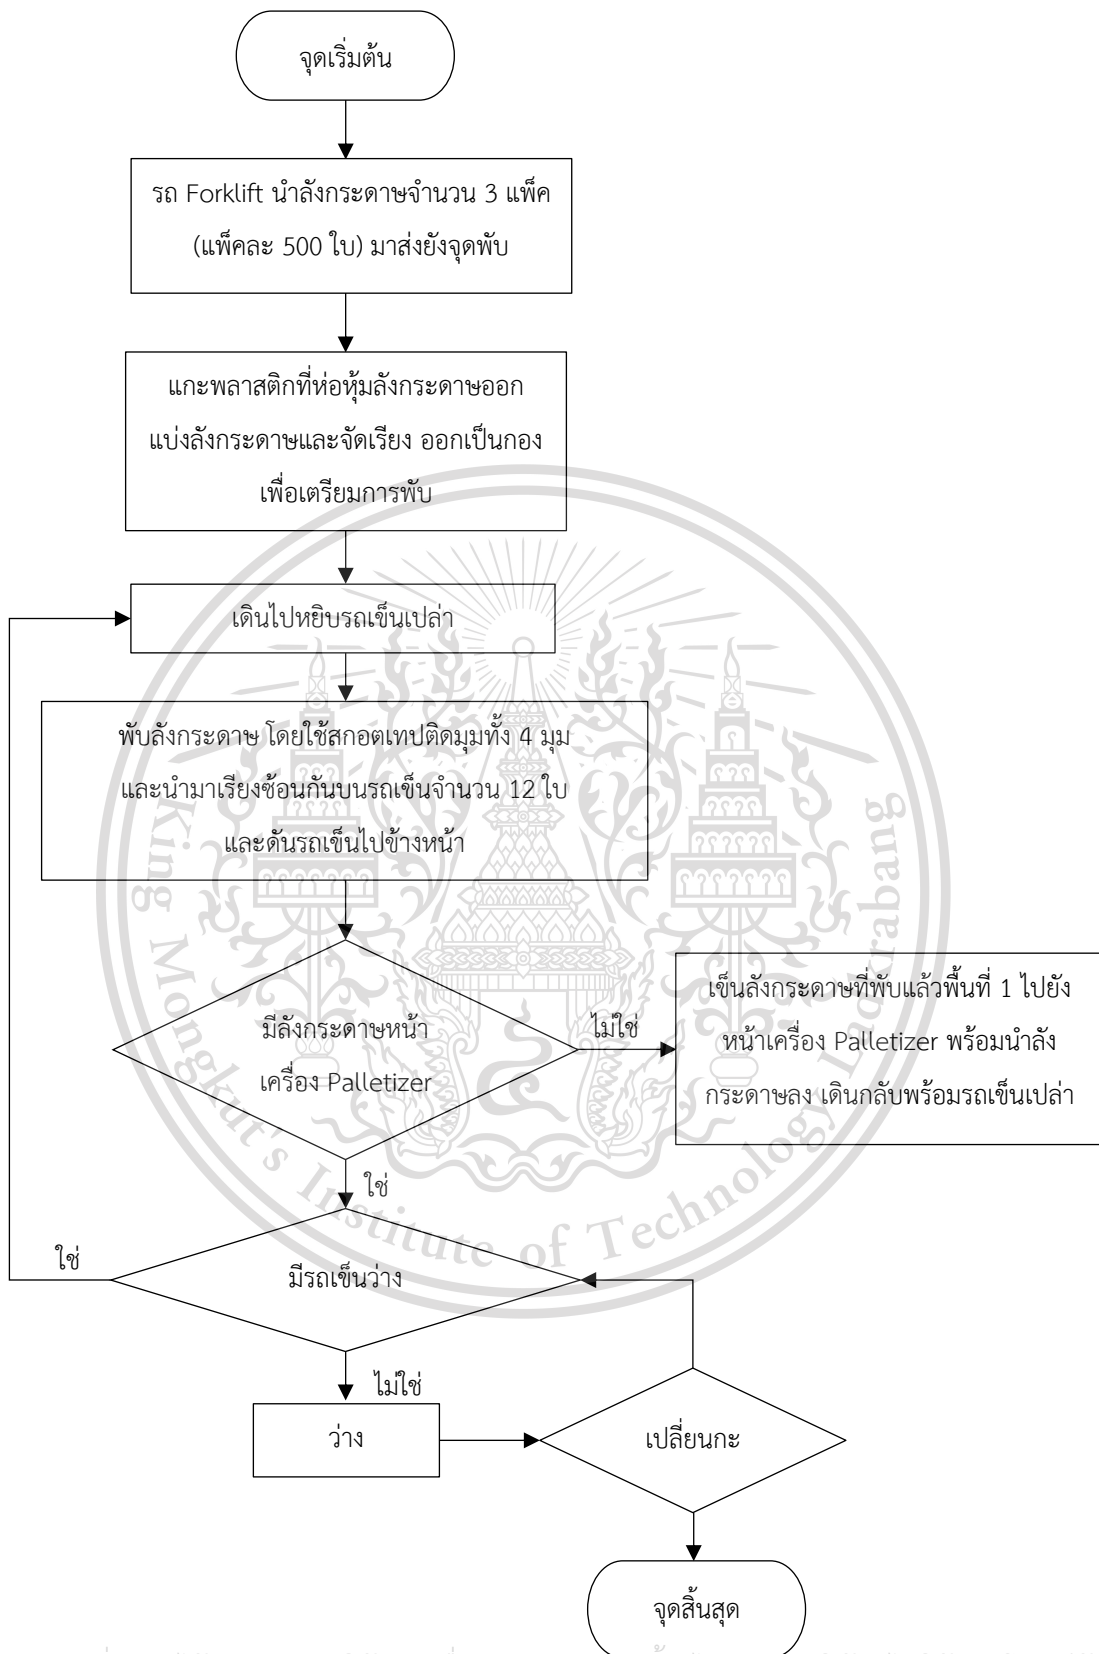 จุดเริ่มต้น
รถ Forklift นำลังกระดาษจำนวน 3 แพ็ค
(แพ็คละ 500 ใบ) มาส่งยังจุดพับ
แกะพลาสติกที่ห่อหุ้มลังกระดาษออก
แบ่งลังกระดาษและจัดเรียง ออกเป็นกอง
เพื่อเตรียมการพับ
เดินไปหยิบรถเข็นเปล่า
พับลังกระดาษ โดยใช้สกอตเทปติดมุมทั้ง 4 มุม
และนำมาเรียงซ้อนกันบนรถเข็นจำนวน 12 ใบ
และดันรถเข็นไปข้างหน้า
มีลังกระดาษหน้า
เครื่อง Palletizer
ไม่ใช่
เข็นลังกระดาษที่พับแล้วพื้นที่ 1 ไปยัง
หน้าเครื่อง Palletizer พร้อมนำลัง
กระดาษลง เดินกลับพร้อมรถเข็นเปล่า
ใช่
ใช่
มีรถเข็นว่าง
ไม่ใช่
ว่าง
เปลี่ยนกะ
จุดสิ้นสุด
King Mongkut's Institute of Technology Ladkrabang